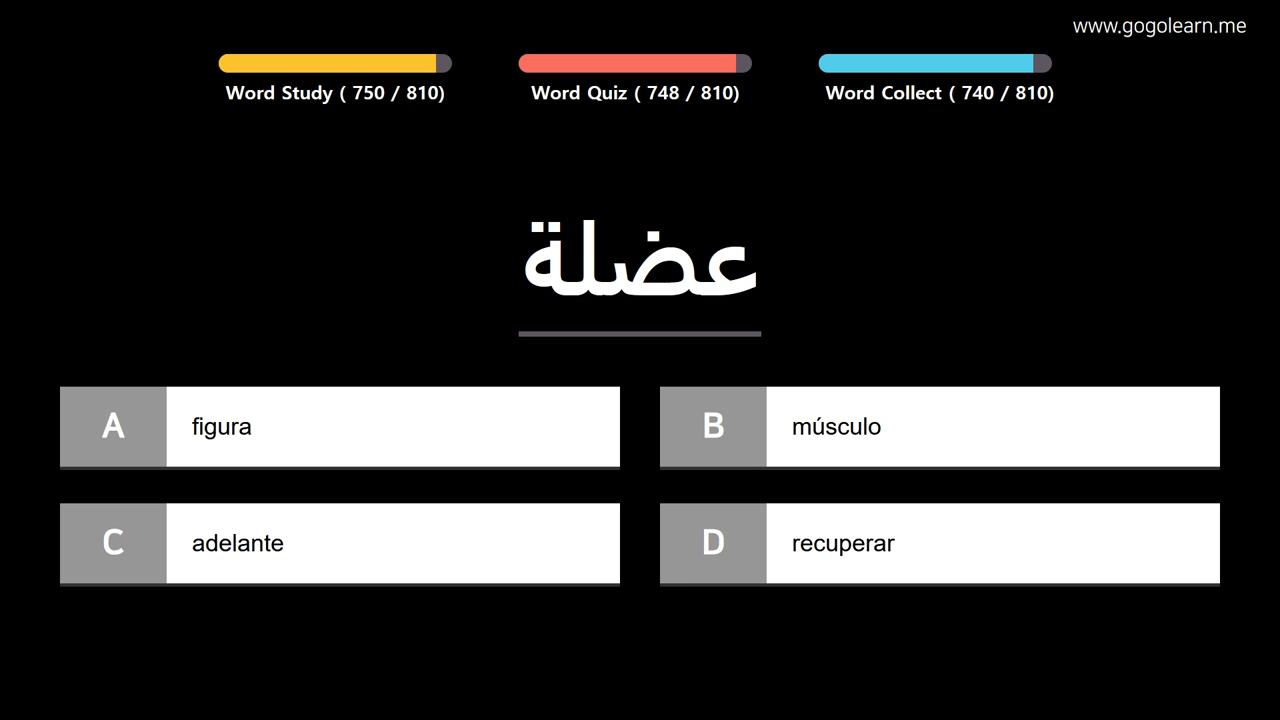 www.gogolearn.me
Word Study ( 750 / 810)
Word Quiz ( 748 / 810)
Word Collect ( 740 / 810)
عضلة
A figura
B músculo
C adelante
D recuperar